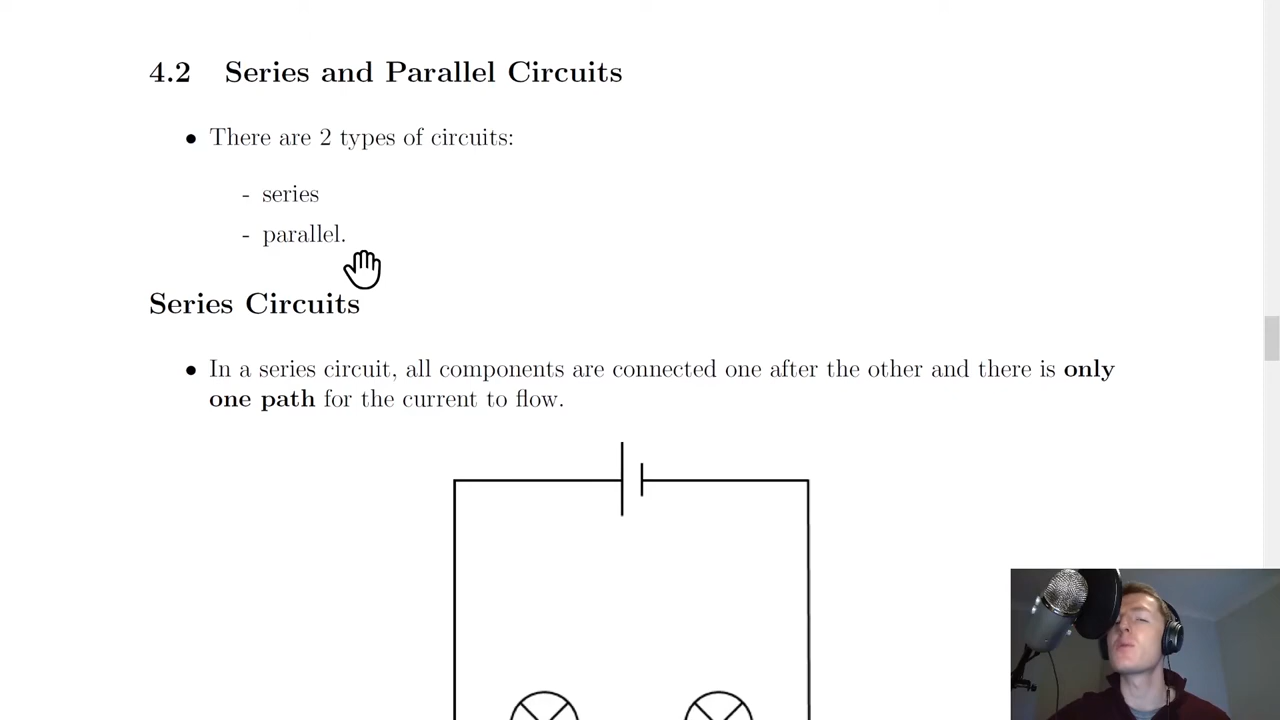 4.2 Series and Parallel Circuits
• There are 2 types of circuits:
- series
- parallel.
Series Circuits
• In a series circuit, all components are connected one after the other and there is only
one path for the current to flow.